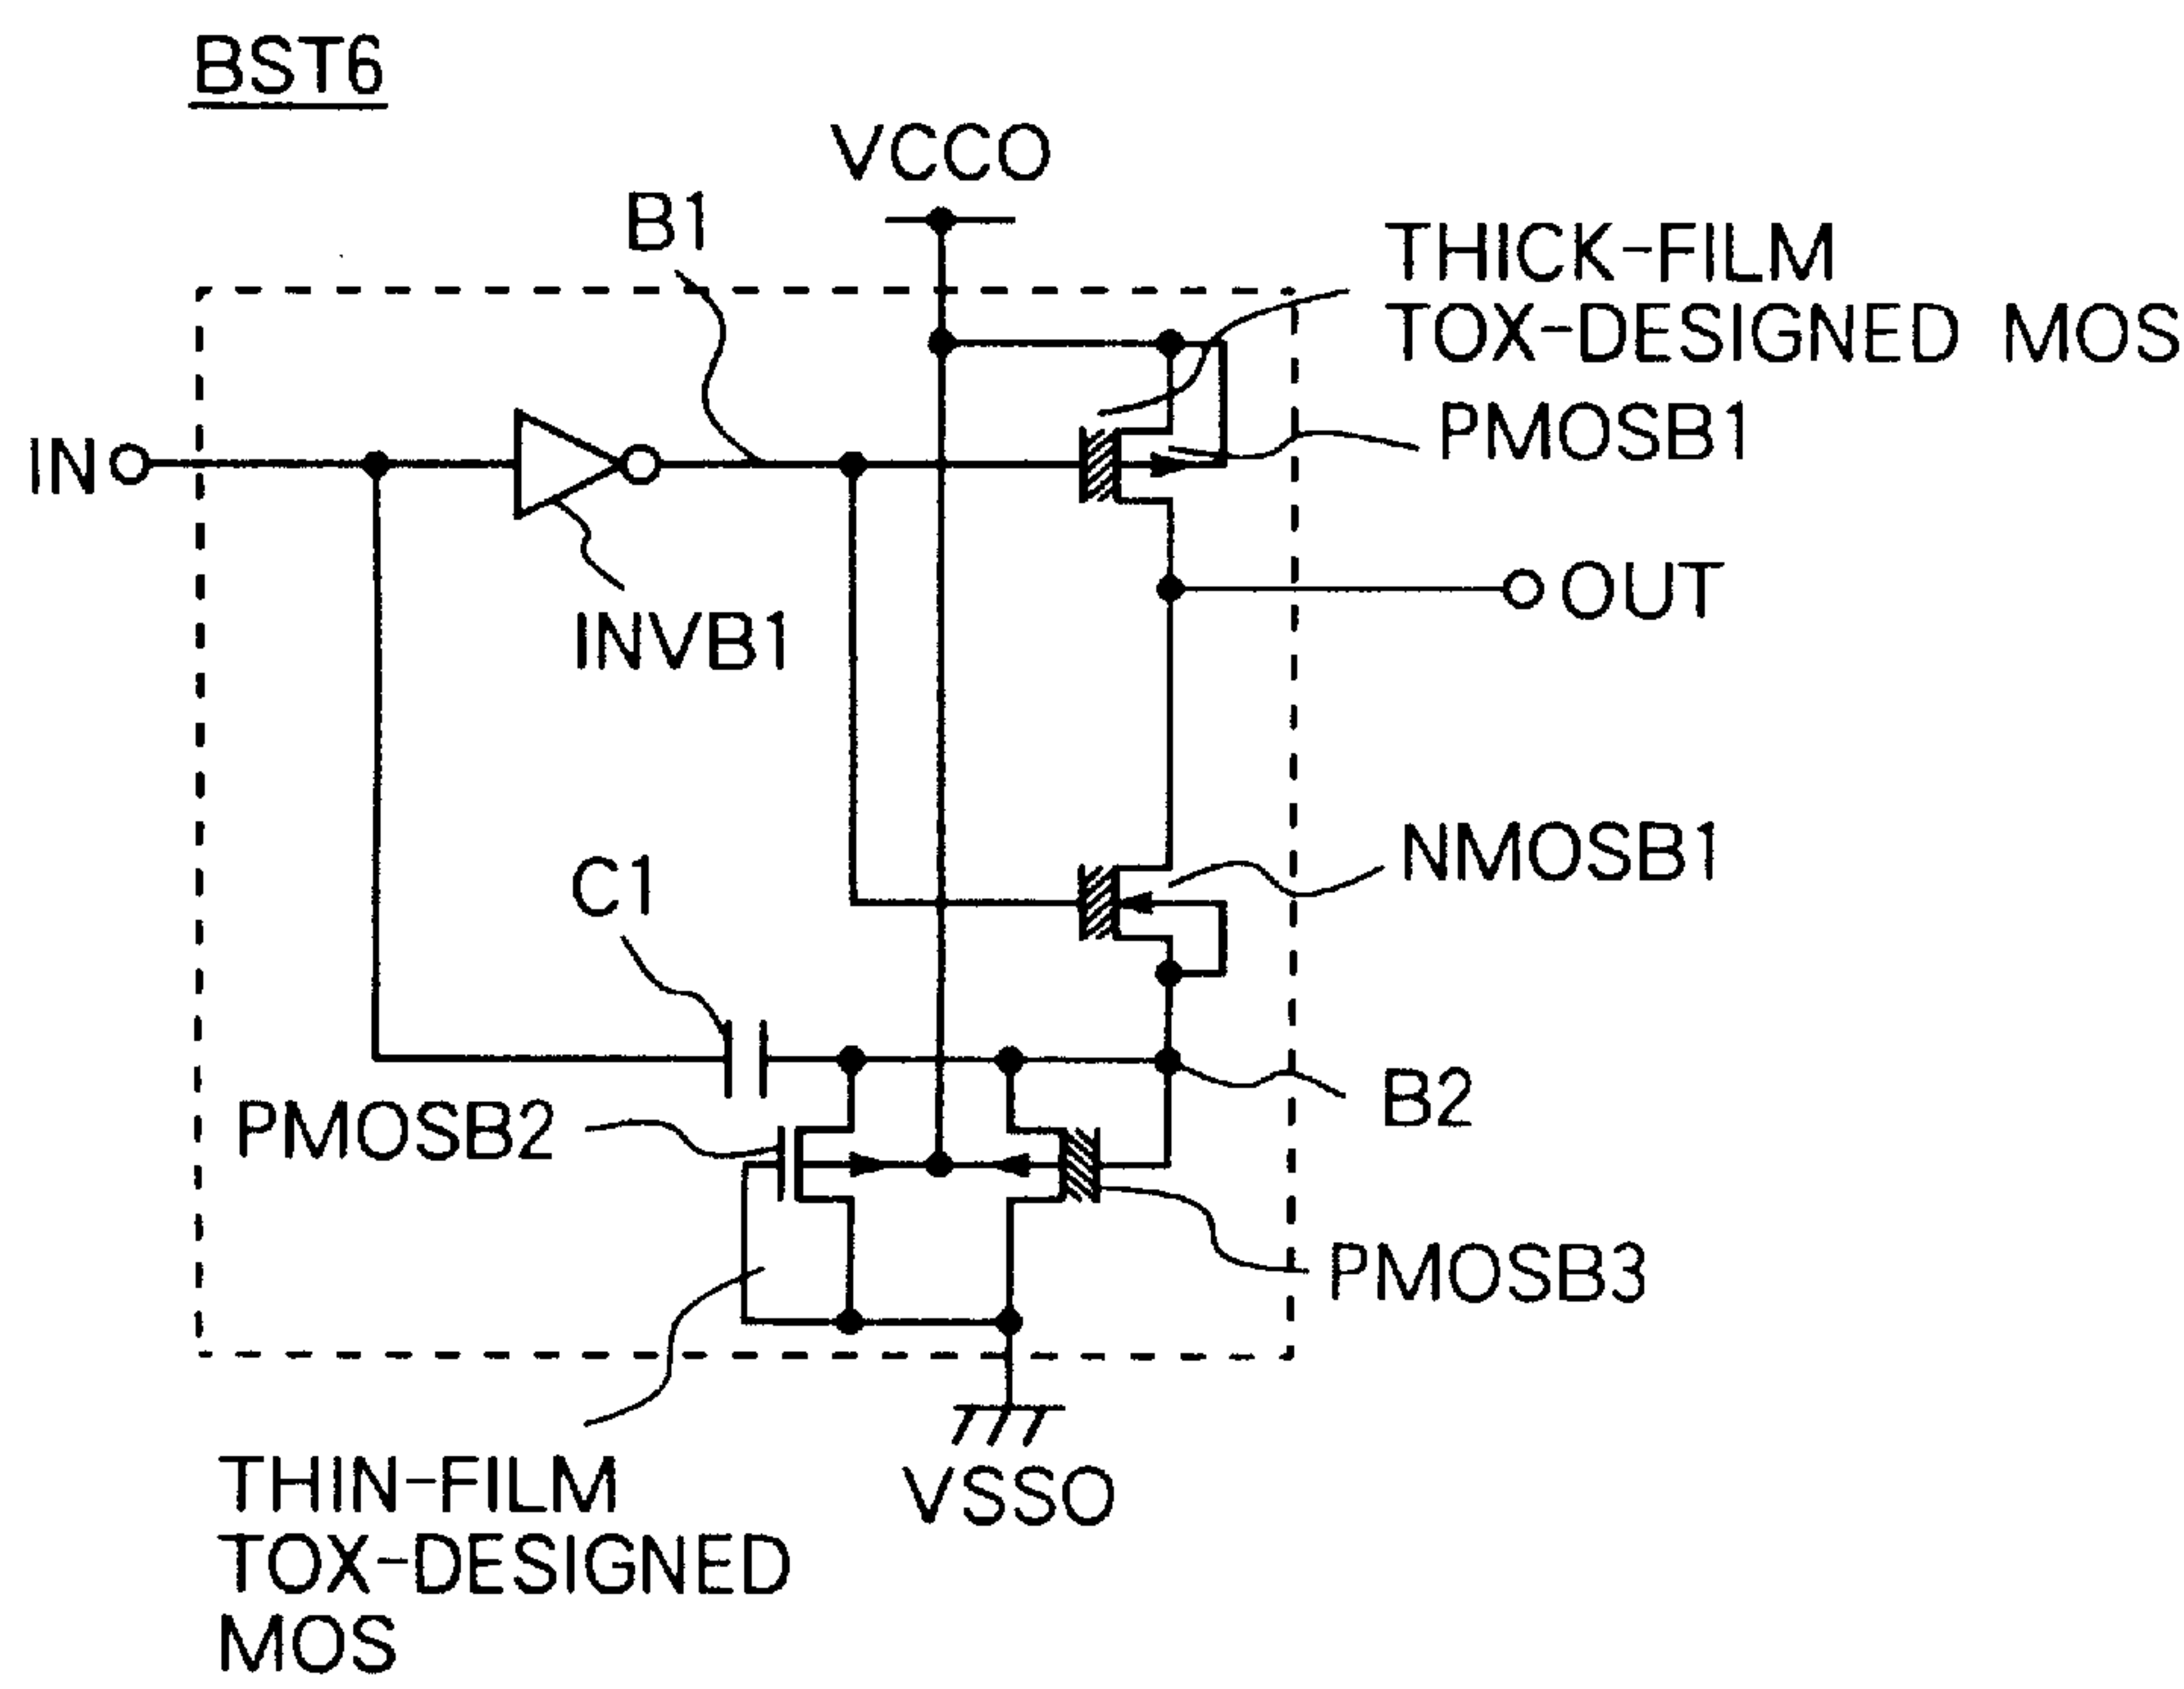 BST6
VCCO
B1
THICK-FILM
TOX-DESIGNED MOS
PMOSB1
IN
OUT
INVB1
NMOSB1
C1
B2
PMOSB2
PMOSB3
THIN-FILM
TOX-DESIGNED
MOS
VSSO